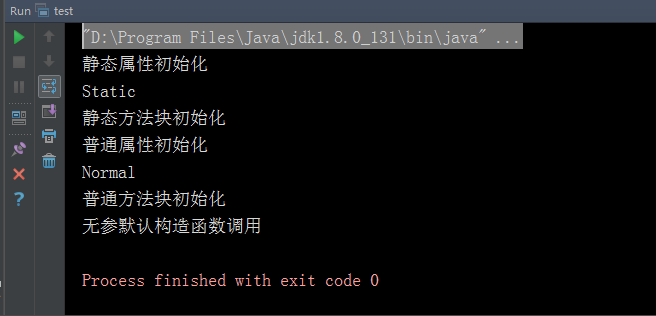 Run test
"D:\Program Files\Java\jdk1.8.0_131\bin\java" ...
静态属性初始化
Static
静态方法块初始化
普通属性初始化
Normal
普通方法块初始化
无参默认构造函数调用
Process finished with exit code 0